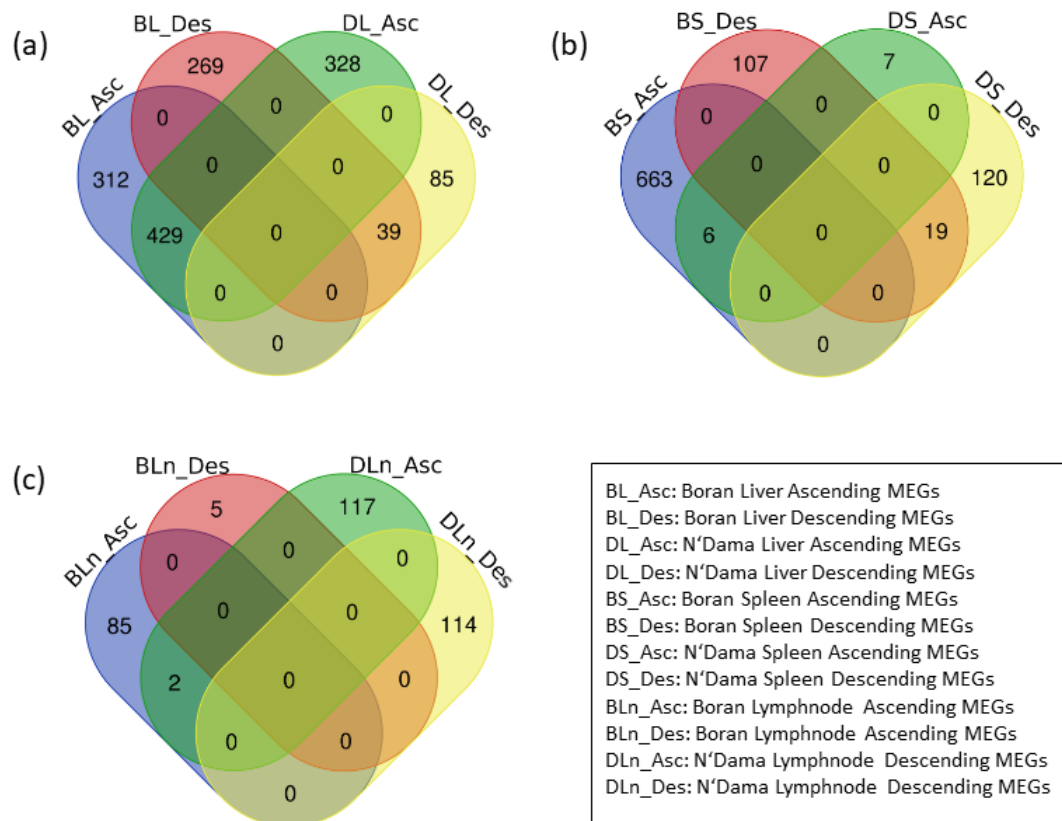 (a)
BL_Des
DL_Asc
BL_Asc
DL_Des
269
328
0
0
0
312
0
0
85
429
0
39
0
0
0
(b)
BS_Des
DS_Asc
BS_Asc
DS_Des
107
7
0
0
0
663
0
0
120
6
0
19
0
0
0
(c)
BLn_Des
DLn_Asc
BLn_Asc
DLn_Des
5
117
0
0
0
85
0
0
114
2
0
0
0
0
0
BL_Asc: Boran Liver Ascending MEGs
BL_Des: Boran Liver Descending MEGs
DL_Asc: N‘Dama Liver Ascending MEGs
DL_Des: N‘Dama Liver Descending MEGs
BS_Asc: Boran Spleen Ascending MEGs
BS_Des: Boran Spleen Descending MEGs
DS_Asc: N‘Dama Spleen Ascending MEGs
DS_Des: N‘Dama Spleen Descending MEGs
BLn_Asc: Boran Lymphnode Ascending MEGs
BLn_Des: Boran Lymphnode Ascending MEGs
DLn_Asc: N‘Dama Lymphnode Descending MEGs
DLn_Des: N‘Dama Lymphnode Descending MEGs